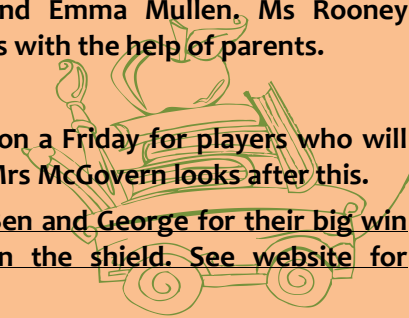 nd Emma Mullen. Ms Rooney
s with the help of parents.
on a Friday for players who will
Mrs McGovern looks after this.
Ben and George for their big win
n the shield. See website for